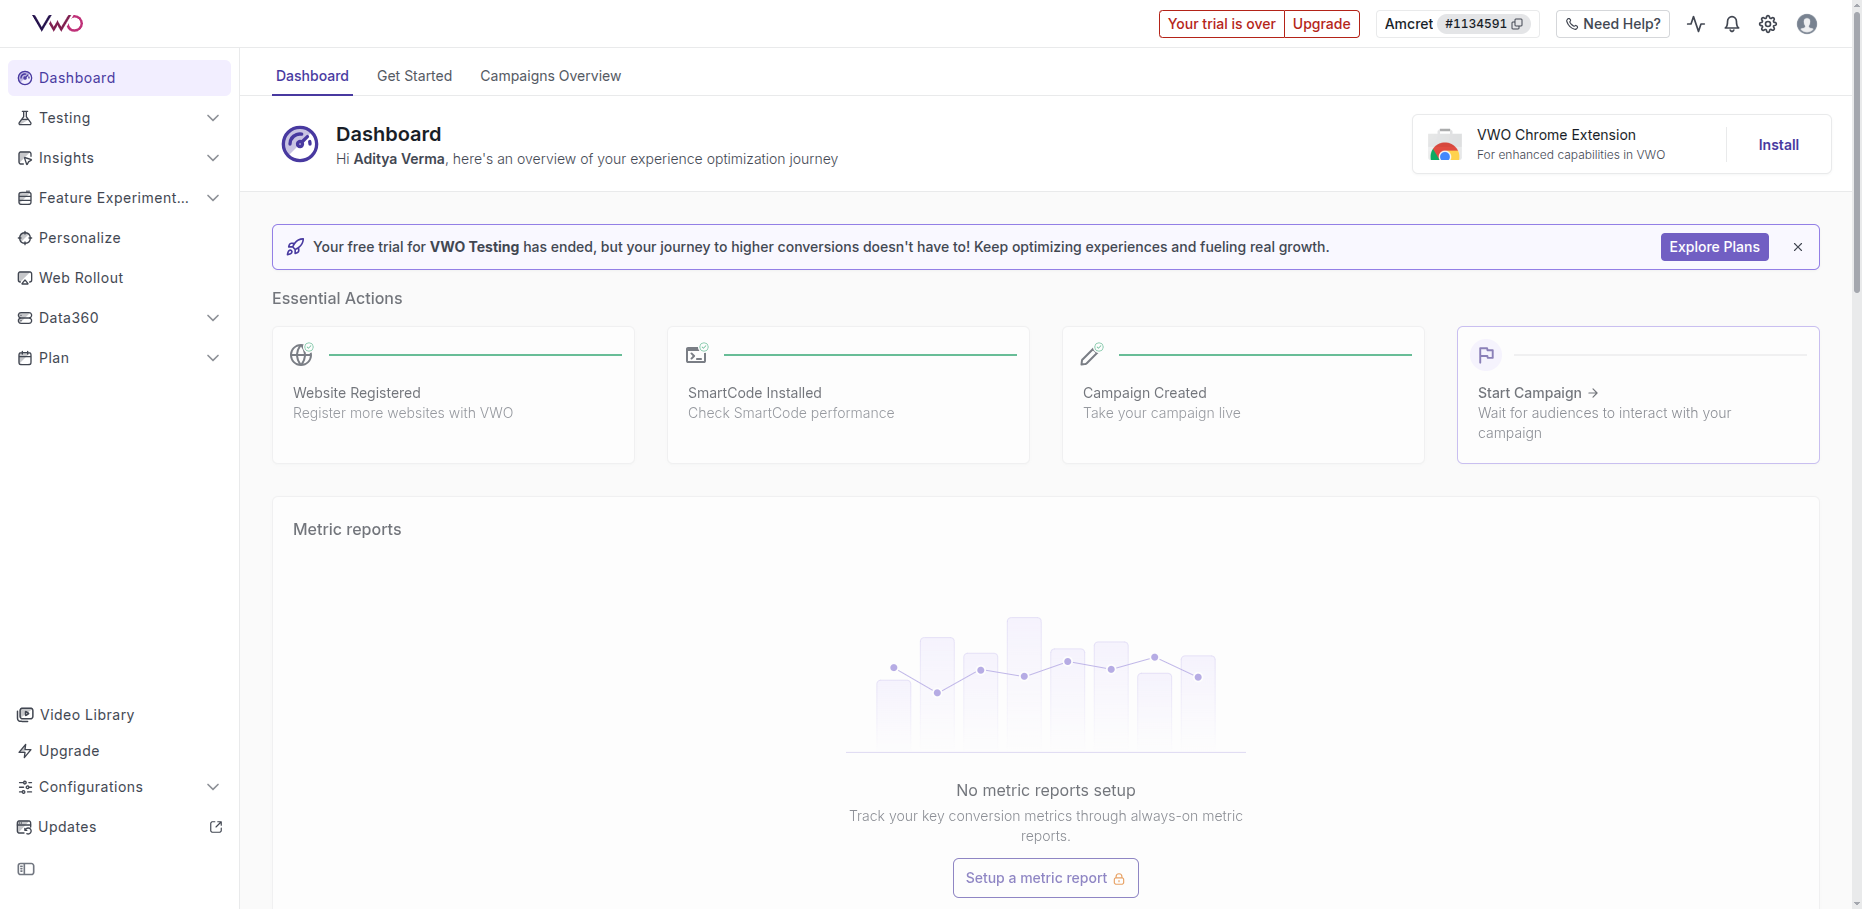 VWO
Your trial is over
Upgrade
Amcret
#1134591
Need Help?
Dashboard
Testing
Insights
Feature Experiment...
Personalize
Web Rollout
Data360
Plan
Video Library
Upgrade
Configurations
Updates
Dashboard
Get Started
Campaigns Overview
Dashboard
Hi Aditya Verma, here's an overview of your experience optimization journey
VWO Chrome Extension
For enhanced capabilities in VWO
Install
Your free trial for VWO Testing has ended, but your journey to higher conversions doesn't have to! Keep optimizing experiences and fueling real growth.
Explore Plans
Essential Actions
Website Registered
Register more websites with VWO
SmartCode Installed
Check SmartCode performance
Campaign Created
Take your campaign live
Start Campaign →
Wait for audiences to interact with your
campaign
Metric reports
No metric reports setup
Track your key conversion metrics through always-on metric
reports.
Setup a metric report